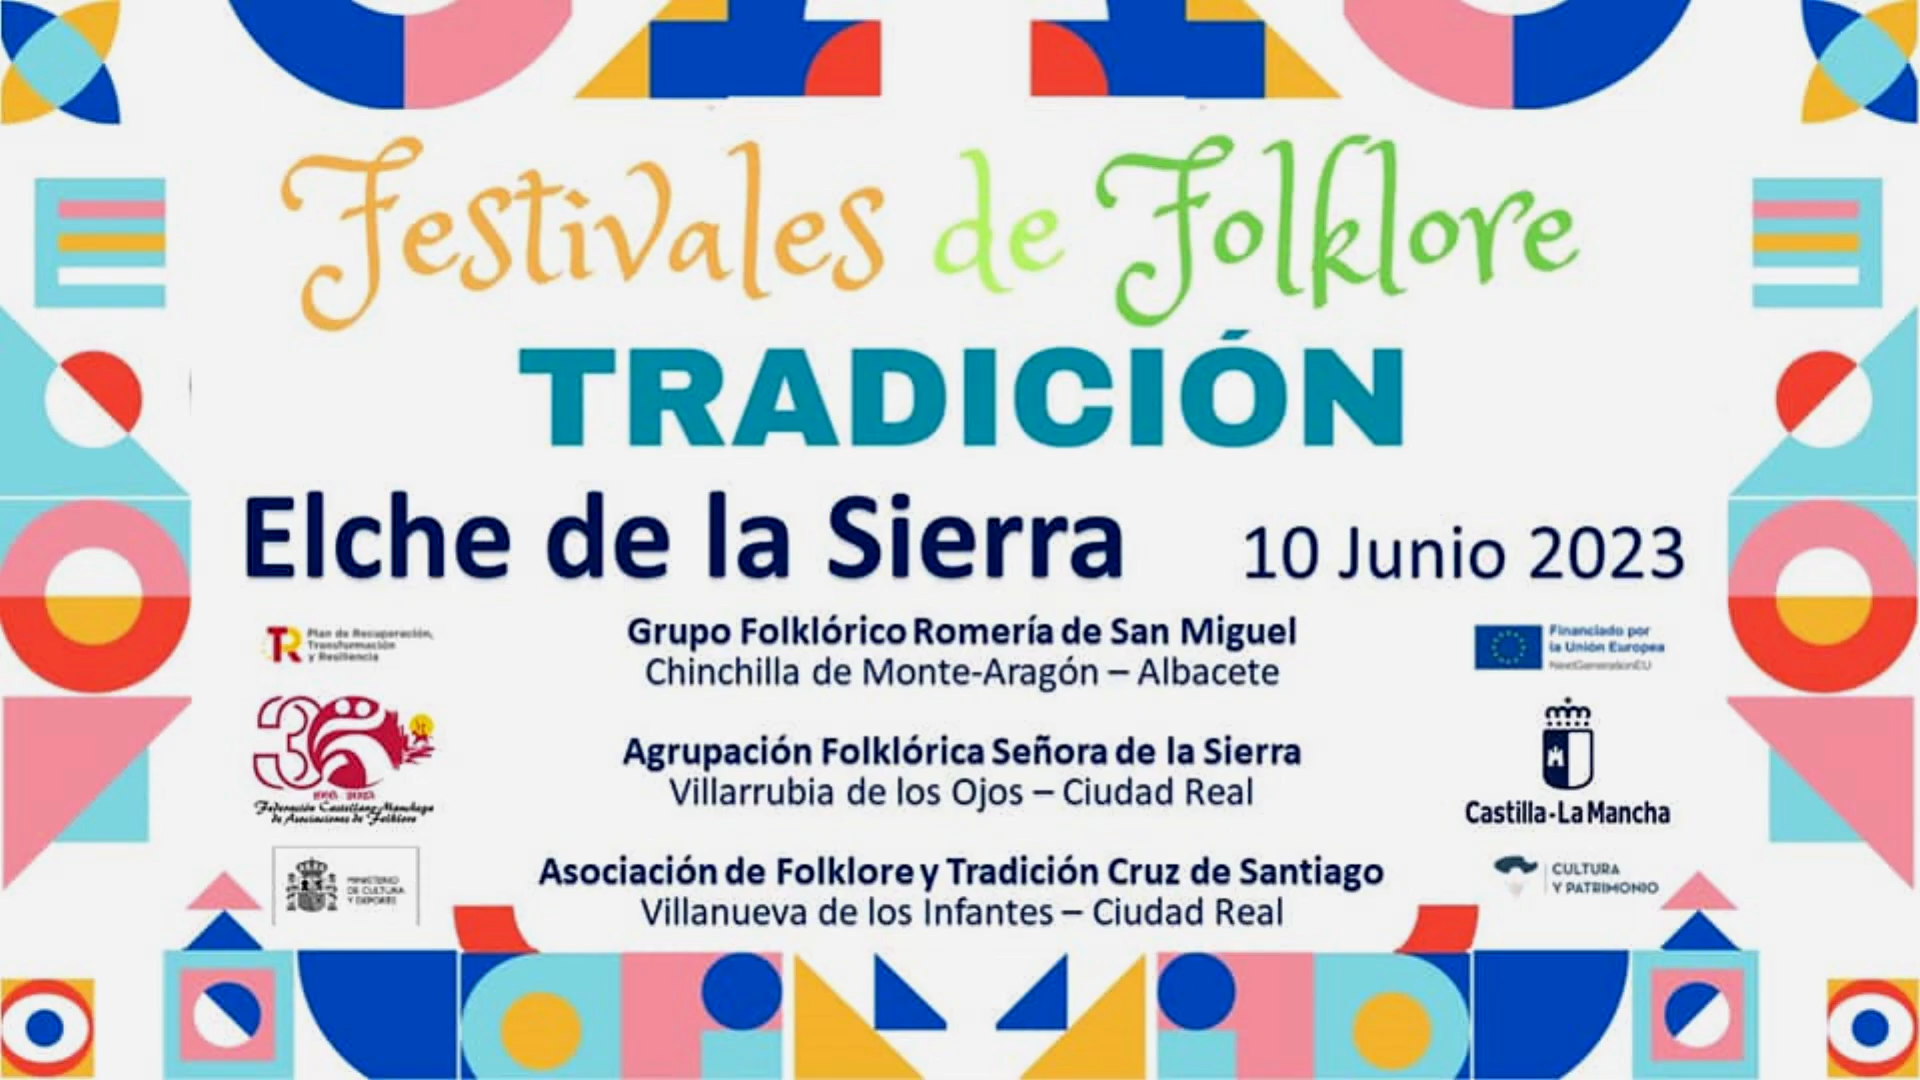 Festivales de Folklore
TRADICIÓN
Elche de la Sierra 10 Junio 2023
Plan de Recuperación,
Transformación
y Resiliencia
Grupo Folklórico Romería de San Miguel
Chinchilla de Monte-Aragón – Albacete
Financiado por
la Unión Europea
NextGenerationEU
30
Federación Castellano Manchega
de Asociaciones de Folklore
Agrupación Folklórica Señora de la Sierra
Villarrubia de los Ojos – Ciudad Real
Castilla-La Mancha
MINISTERIO
DE CULTURA
Y DEPORTE
Asociación de Folklore y Tradición Cruz de Santiago
Villanueva de los Infantes – Ciudad Real
CULTURA
Y PATRIMONIO